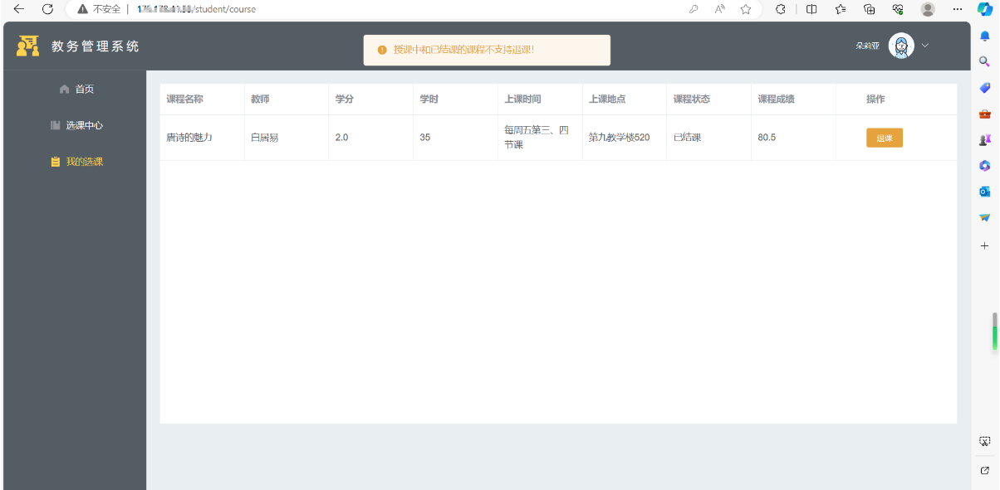 不安全
/student/course
教务管理系统
授课中和已结课的课程不支持退课!
朵莉亚
首页
选课中心
我的选课
课程名称 教师 学分 学时 上课时间 上课地点 课程状态 课程成绩 操作
唐诗的魅力 白居易 2.0 35 每周五第三、四 第九教学楼520 已结课 80.5 退课
节课